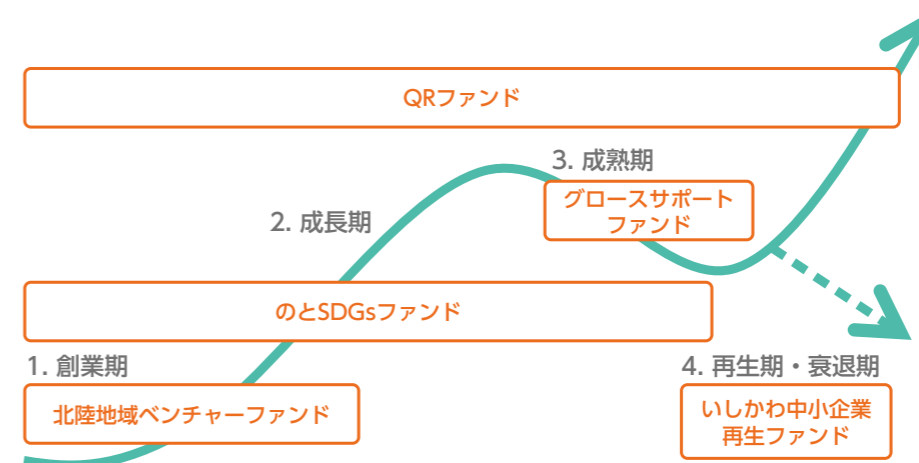 QRファンド
3. 成熟期
グロースサポート
ファンド
2. 成長期
のとSDGsファンド
1. 創業期
北陸地域ベンチャーファンド
4. 再生期・衰退期
いしかわ中小企業
再生ファンド